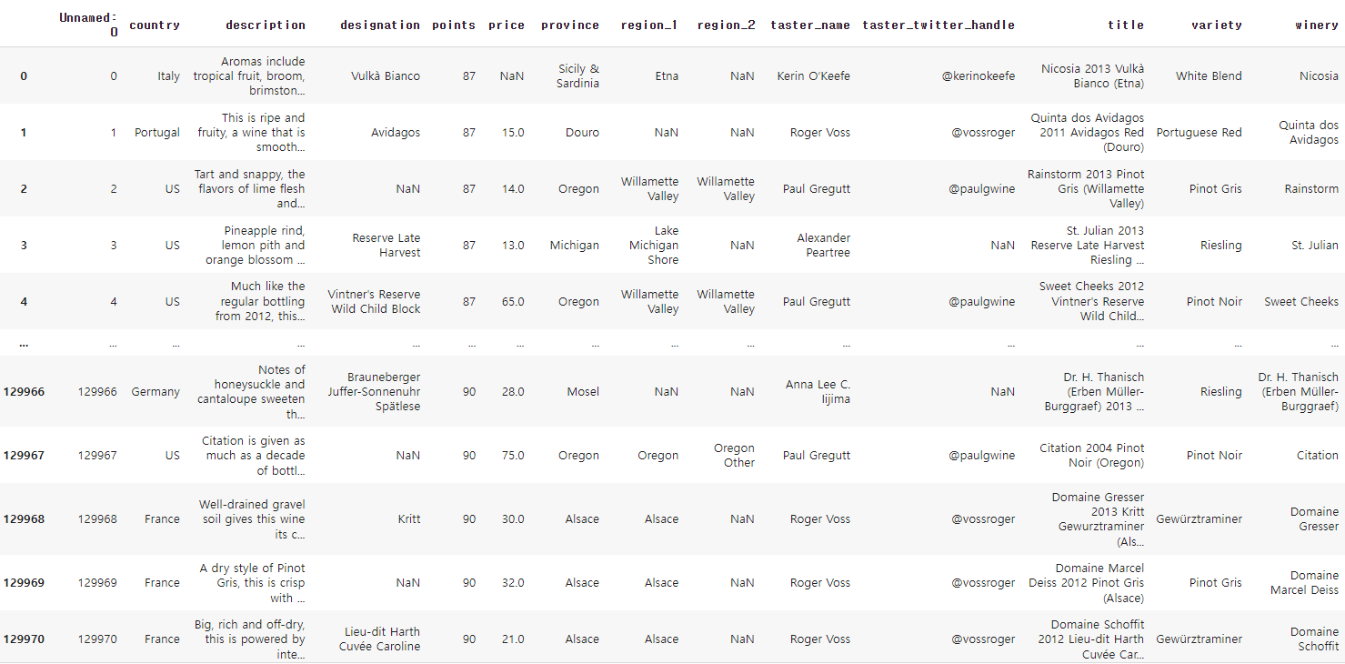 Unnamed: 0 country description designation points price province region_1 region_2 taster_name taster_twitter_handle title variety winery
0 0 Italy Aromas include tropical fruit, broom, brimston... Vulkà Bianco 87 NaN Sicily & Sardinia Etna NaN Kerin O'Keefe @kerinokeefe Nicosia 2013 Vulkà Bianco (Etna) White Blend Nicosia
1 1 Portugal This is ripe and fruity, a wine that is smooth... Avidagos 87 15.0 Douro NaN NaN Roger Voss @vossroger Quinta dos Avidagos 2011 Avidagos Red (Douro) Portuguese Red Quinta dos Avidagos
2 2 US Tart and snappy, the flavors of lime flesh and... NaN 87 14.0 Oregon Willamette Valley Willamette Valley Paul Gregutt @paulgwine Rainstorm 2013 Pinot Gris (Willamette Valley) Pinot Gris Rainstorm
3 3 US Pineapple rind, lemon pith and orange blossom ... Reserve Late Harvest 87 13.0 Michigan Lake Michigan Shore NaN Alexander Peartree NaN St. Julian 2013 Reserve Late Harvest Riesling ... Riesling St. Julian
4 4 US Much like the regular bottling from 2012, this... Vintner's Reserve Wild Child Block 87 65.0 Oregon Willamette Valley Willamette Valley Paul Gregutt @paulgwine Sweet Cheeks 2012 Vintner's Reserve Wild Child... Pinot Noir Sweet Cheeks
... ... ... ... ... ... ... ... ... ... ... ... ... ... ...
129966 129966 Germany Notes of honeysuckle and cantaloupe sweeten th... Brauneberger Juffer-Sonnenuhr Spätlese 90 28.0 Mosel NaN NaN Anna Lee C. Iijima NaN Dr. H. Thanisch (Erben Müller-Burggraef) 2013 ... Riesling Dr. H. Thanisch (Erben Müller-Burggraef)
129967 129967 US Citation is given as much as a decade of bottl... NaN 90 75.0 Oregon Oregon Oregon Other Paul Gregutt @paulgwine Citation 2004 Pinot Noir (Oregon) Pinot Noir Citation
129968 129968 France Well-drained gravel soil gives this wine its c... Kritt 90 30.0 Alsace Alsace NaN Roger Voss @vossroger Domaine Gresser 2013 Kritt Gewurztraminer (Als... Gewürztraminer Domaine Gresser
129969 129969 France A dry style of Pinot Gris, this is crisp with ... NaN 90 32.0 Alsace Alsace NaN Roger Voss @vossroger Domaine Marcel Deiss 2012 Pinot Gris (Alsace) Pinot Gris Domaine Marcel Deiss
129970 129970 France Big, rich and off-dry, this is powered by inte... Lieu-dit Harth Cuvée Caroline 90 21.0 Alsace Alsace NaN Roger Voss @vossroger Domaine Schoffit 2012 Lieu-dit Harth Cuvée Car... Gewürztraminer Domaine Schoffit